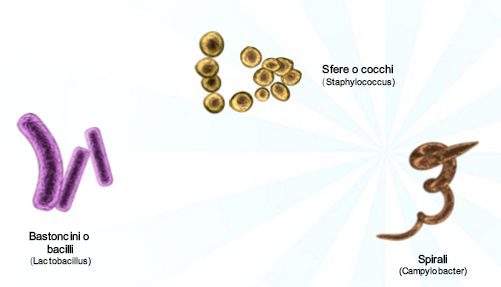 Sfere o cocchi
(Staphylococcus)
Bastoncini o
bacilli
(Lactobacillus)
Spirali
(Campylobacter)